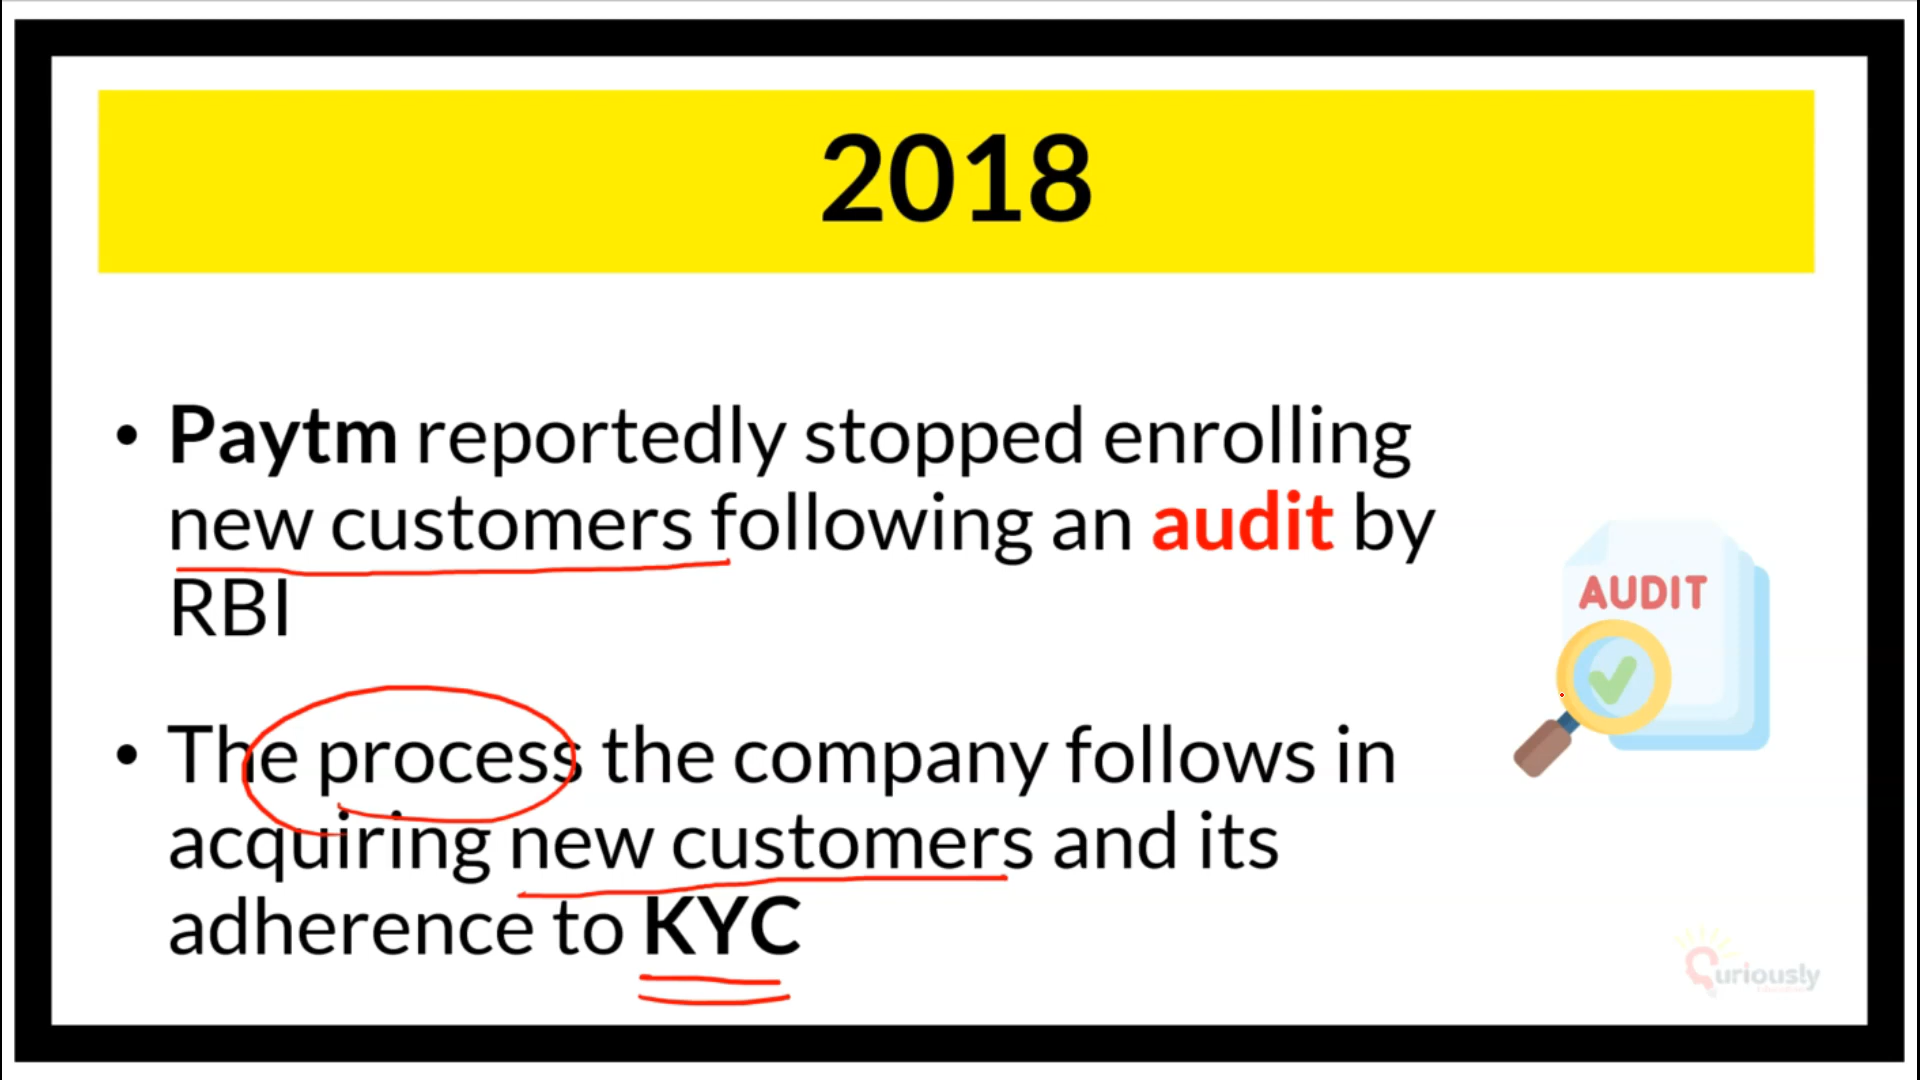 2018
• Paytm reportedly stopped enrolling
new customers following an audit by
RBI
• The process the company follows in
acquiring new customers and its
adherence to KYC
AUDIT
Curiously